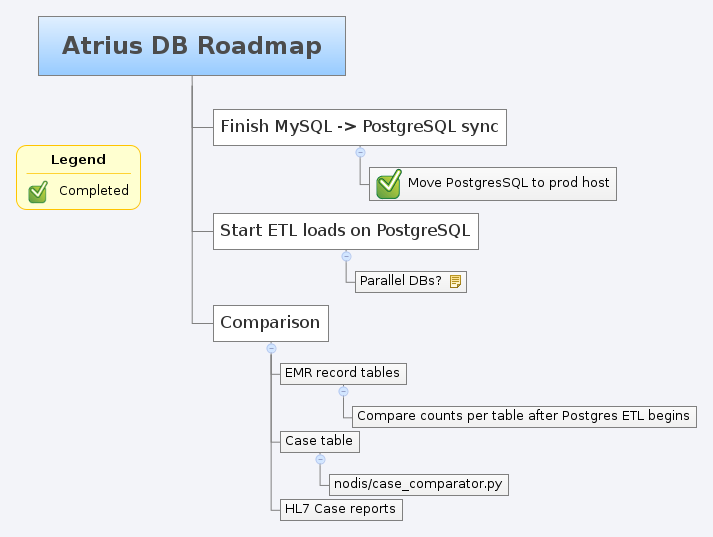 Atrius DB Roadmap
Finish MySQL -> PostgreSQL sync
Legend
Completed
Move PostgresSQL to prod host
Start ETL loads on PostgreSQL
Parallel DBs?
Comparison
EMR record tables
Compare counts per table after Postgres ETL begins
Case table
nodis/case_comparator.py
HL7 Case reports